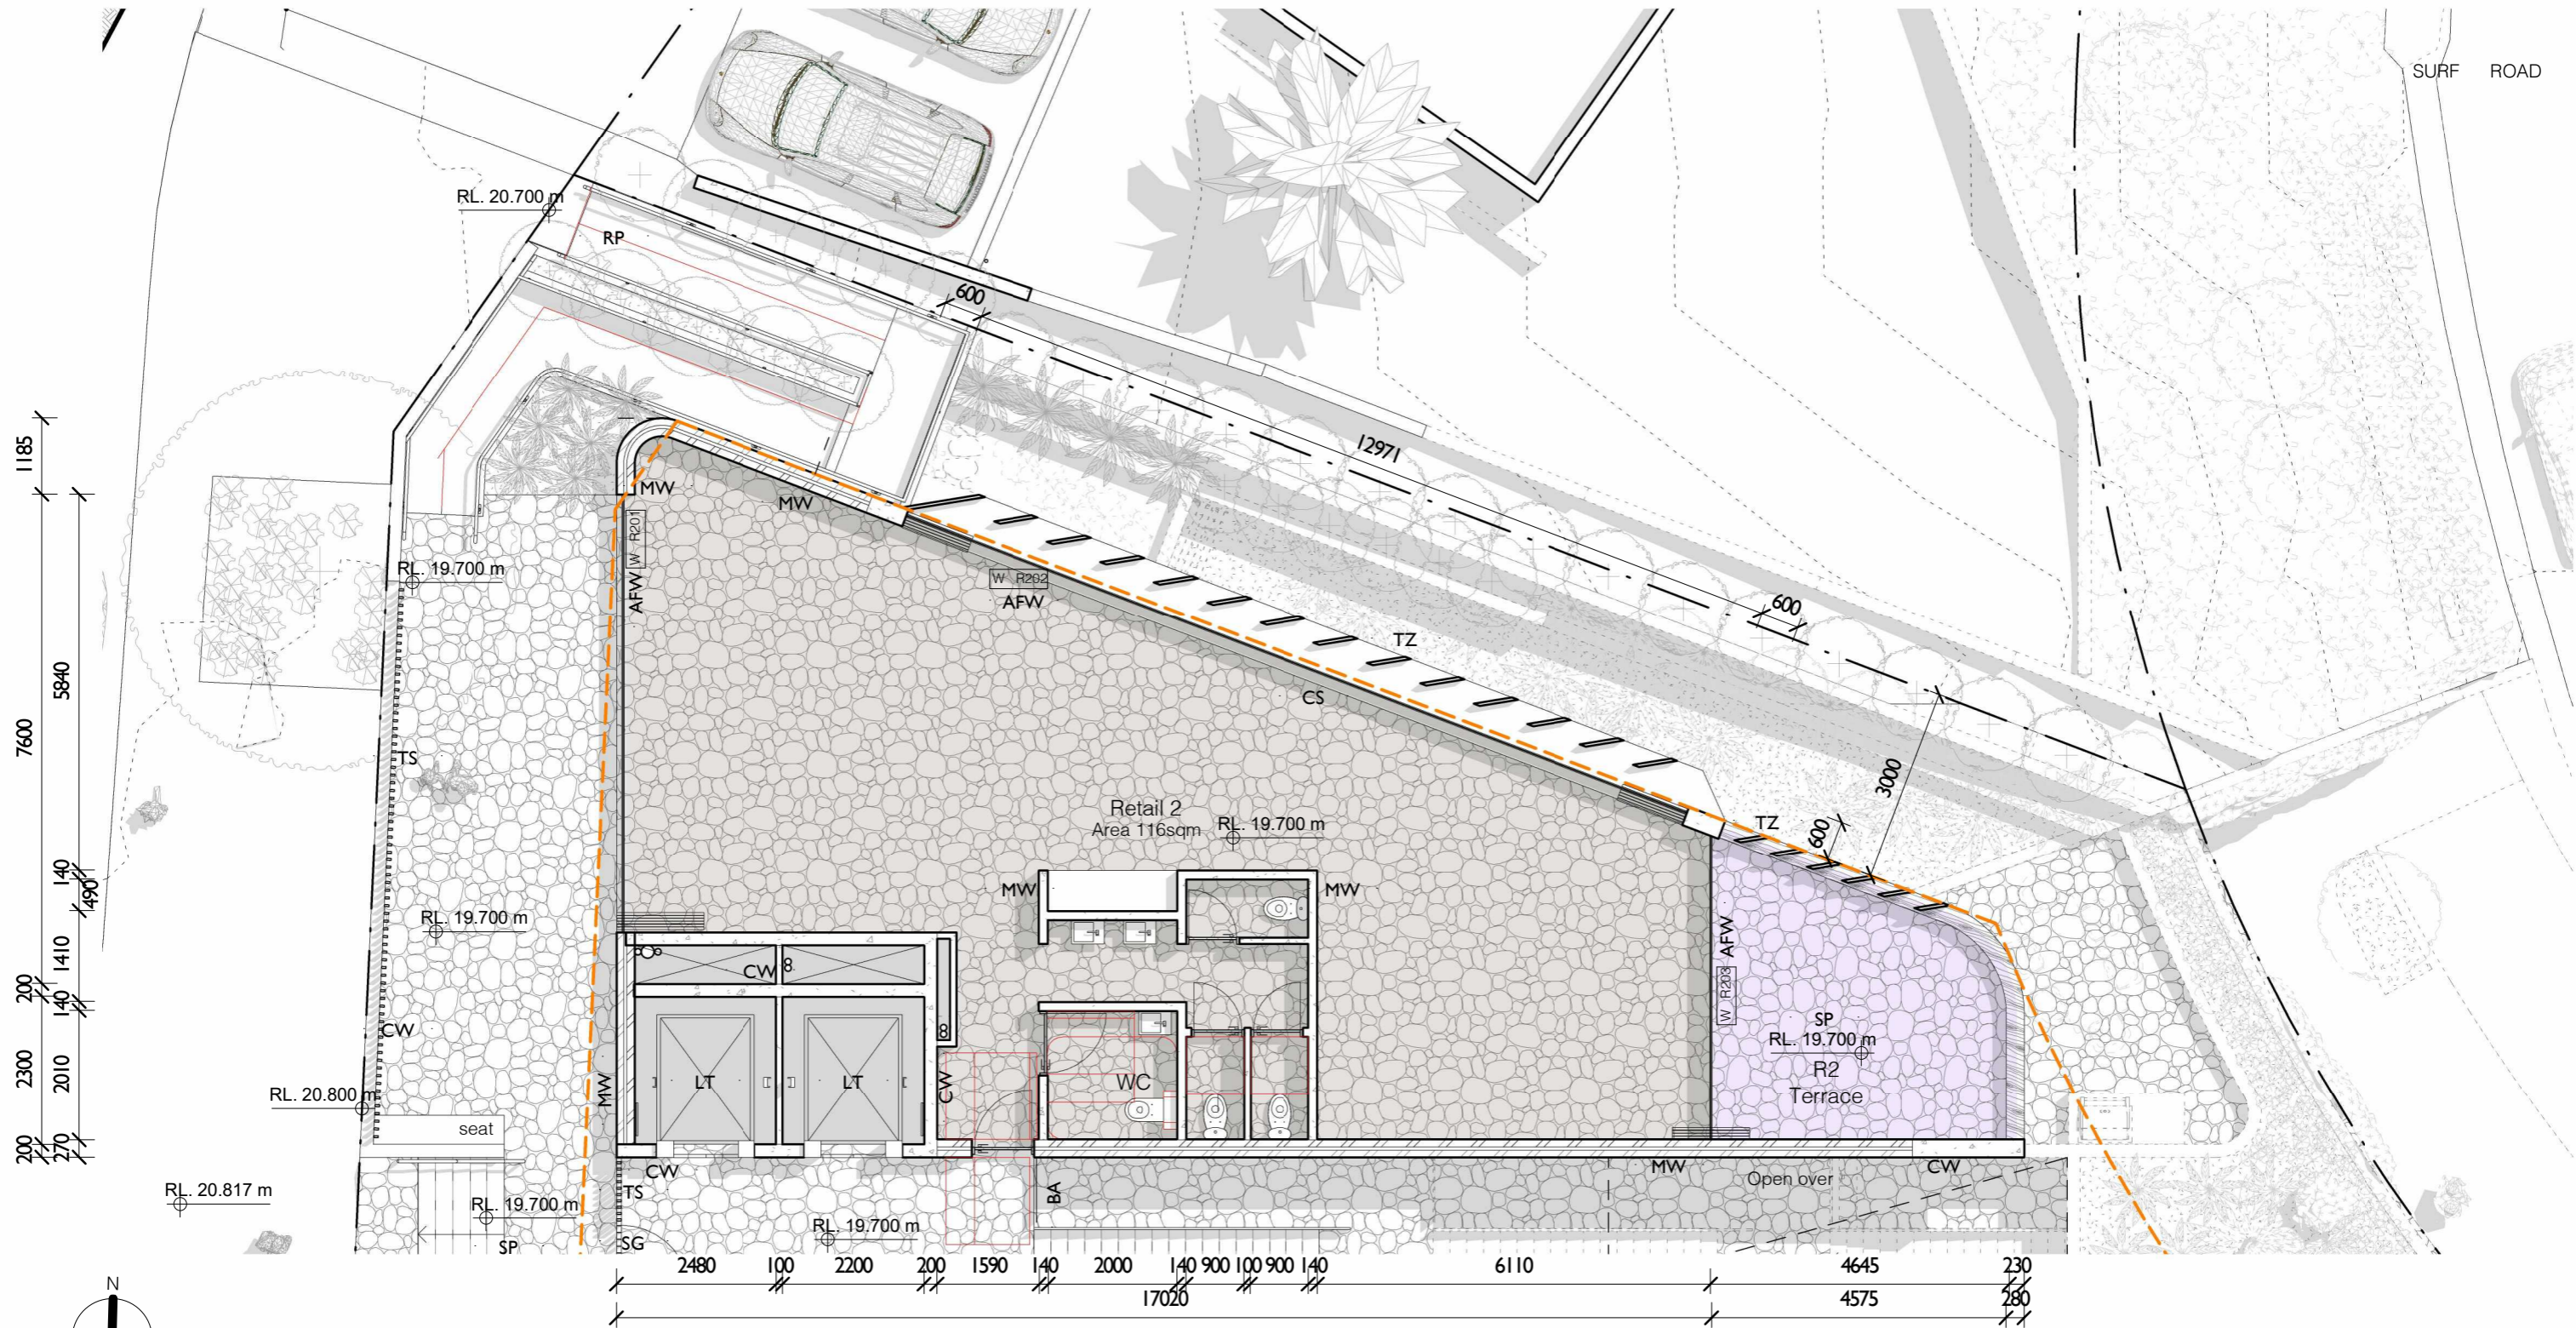 SURF ROAD
RL. 20.700 m
RP
600
12971
1185
MW
MW
W R201
AFW
RL. 19.700 m
W R202
AFW
600
TZ
5840
7600
CS
TS
3000
Retail 2
Area 116sqm
RL. 19.700 m
TZ
600
140
490
MW
MW
RL. 19.700 m
AFW
W R203
1410
CW
8
200
140
CW
8
SP
RL. 19.700 m
R2
Terrace
2300
2010
MW
LT
LT
CW
WC
RL. 20.800 m
seat
200
270
CW
MW
CW
RL. 20.817 m
RL. 19.700 m
TS
BA
Open over
RL. 19.700 m
SP
SG
2480
100
2200
200
1590
140
2000
140
900
100
900
140
6110
4645
230
N
17020
4575
280